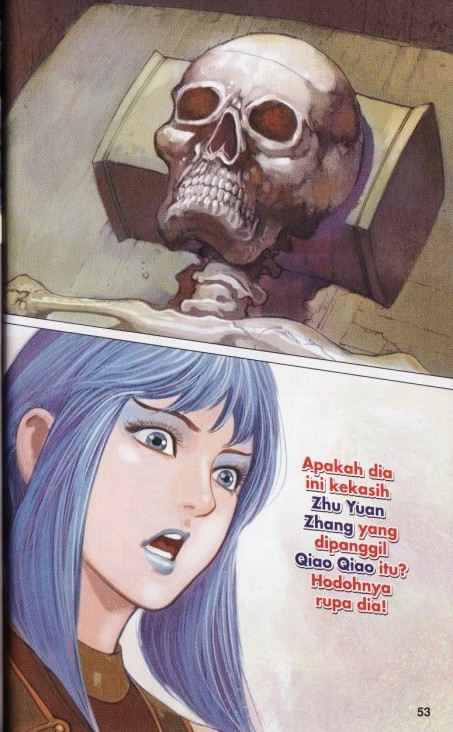 Apakah dia
ini kekasih
Zhu Yuan
Zhang yang
dipanggil
Qiao Qiao itu?
Hodohnya
rupa dia!
53